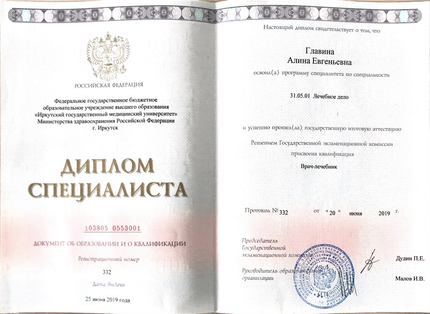 РОССИЙСКАЯ ФЕДЕРАЦИЯ
Федеральное государственное бюджетное
образовательное учреждение высшего образования
«Иркутский государственный медицинский университет»
Министерства здравоохранения Российской Федерации
г. Иркутск
ДИПЛОМ
СПЕЦИАЛИСТА
103805 0553001
ДОКУМЕНТ ОБ ОБРАЗОВАНИИ И О КВАЛИФИКАЦИИ
Регистрационный номер
332
Дата выдачи
25 июня 2019 года
Настоящий диплом свидетельствует о том, что
Главина
Алина Евгеньевна
освоил(а) программу специалитета по специальности
31.05.01 Лечебное дело
и успешно прошел(ла) государственную итоговую аттестацию
Решением Государственной экзаменационной комиссии
присвоена квалификация
Врач-лечебник
Протокол № 332 от "20" июня 2019 г.
Председатель
Государственной
экзаменационной комиссии
Дудин П.Е.
Руководитель образовательной
организации
Малов И.В.